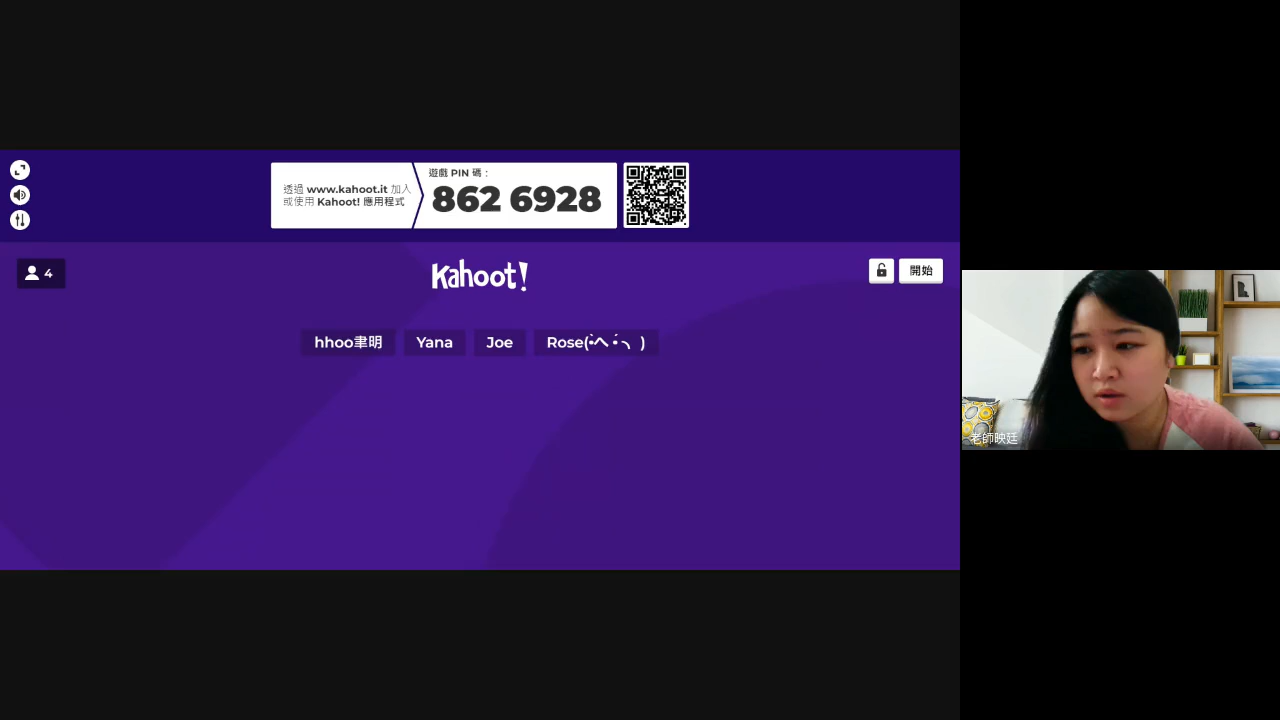 透過 www.kahoot.it 加入
或使用 Kahoot! 應用程式
遊戲 PIN 碼：
862 6928
4
Kahoot!
開始
hhoo聿明
Yana
Joe
Rose(•́へ•́╮ )
老師映廷